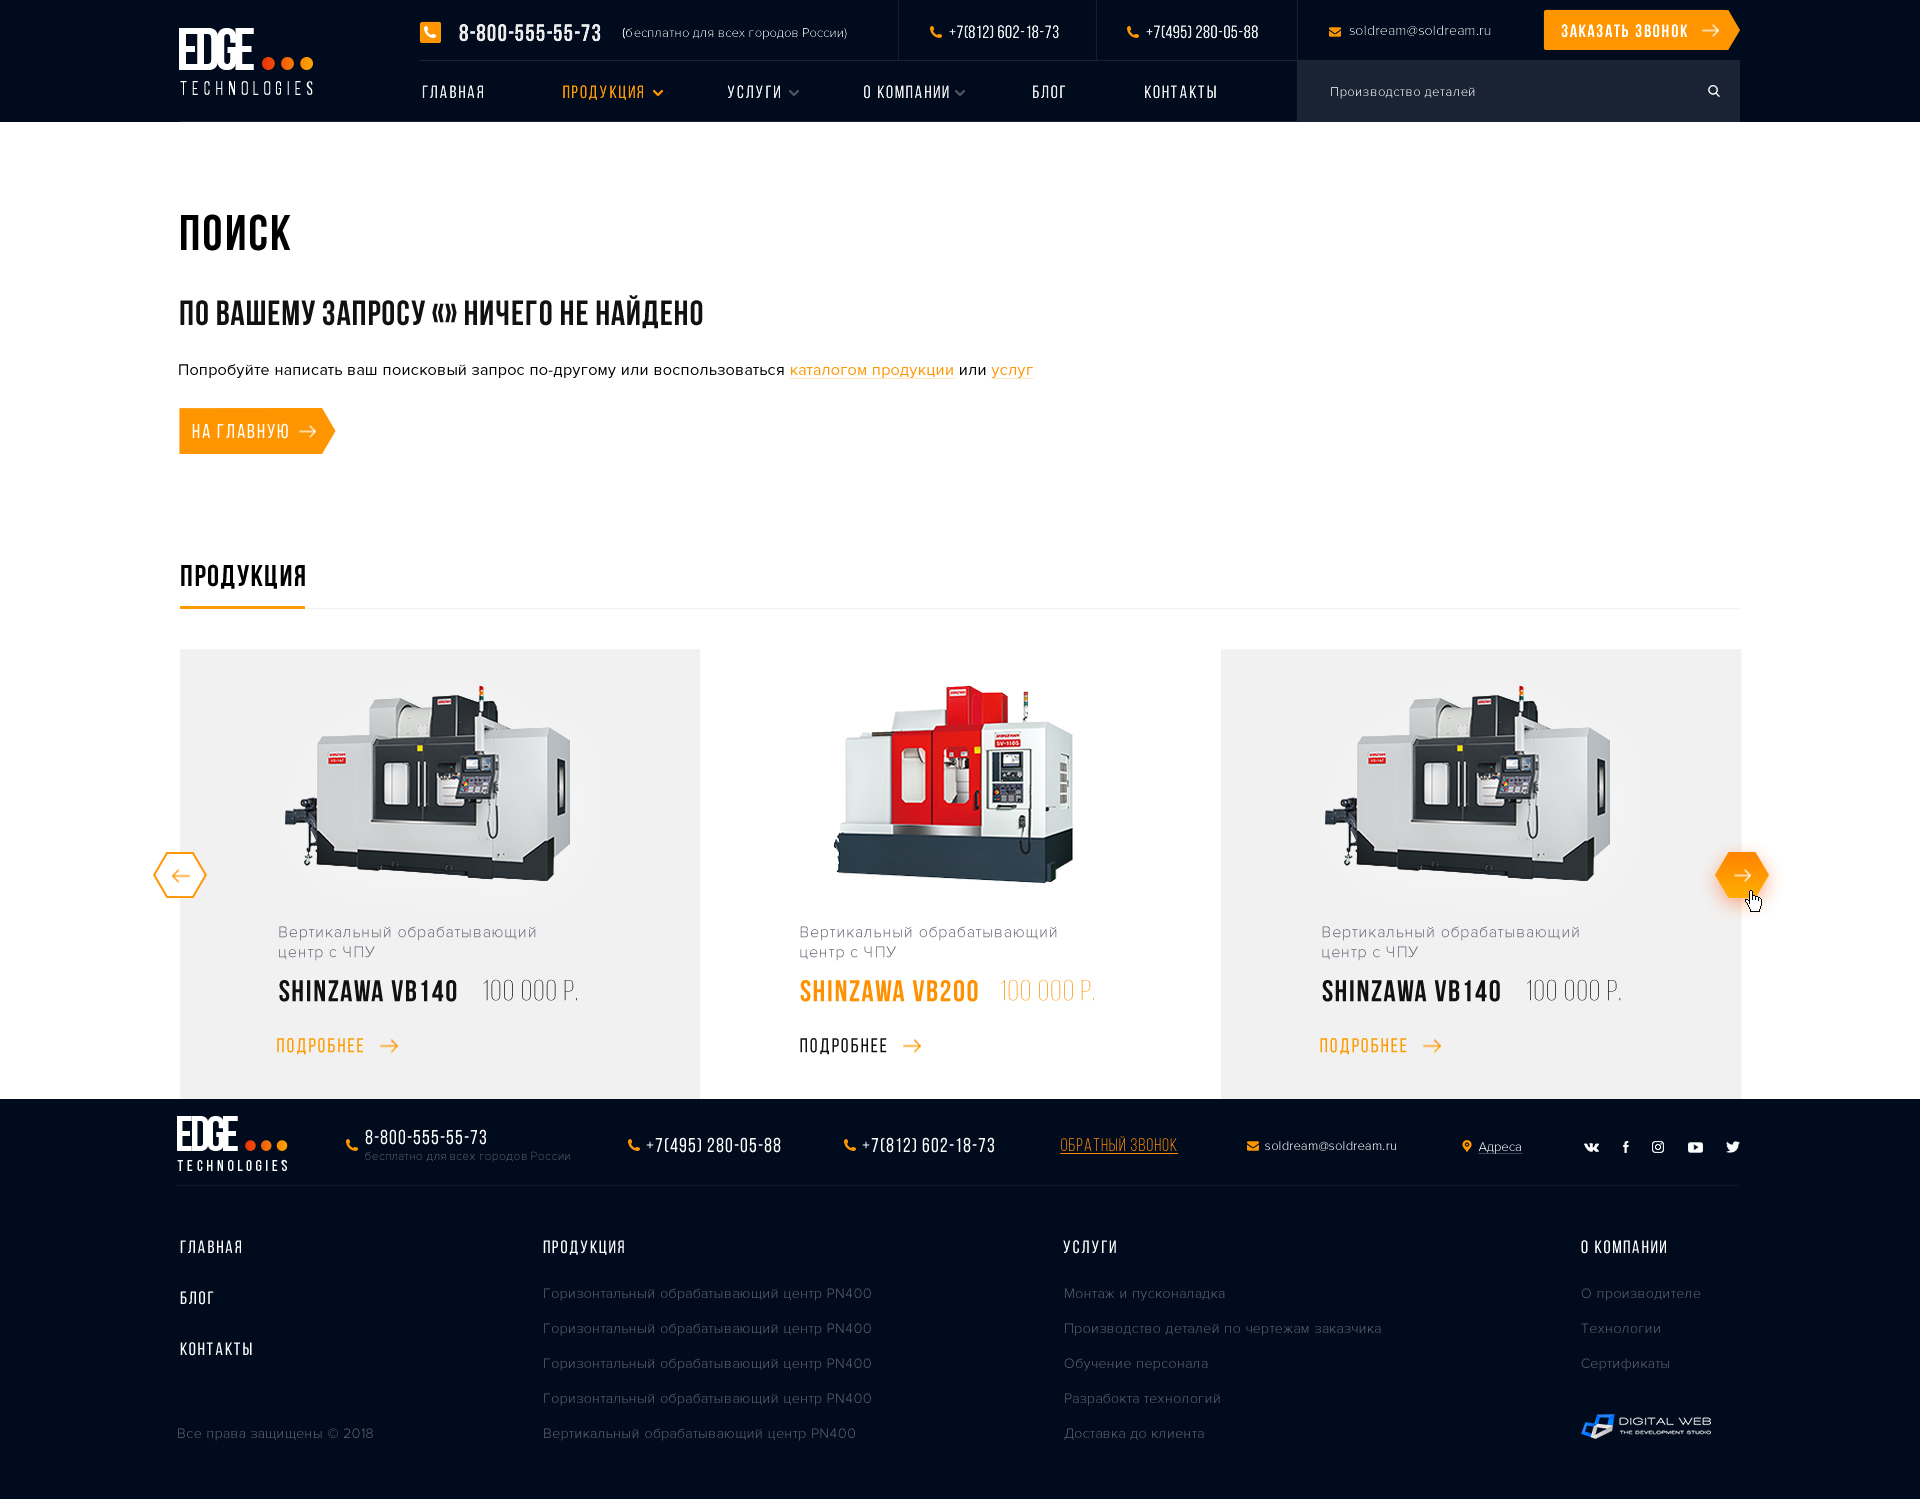 EDGE
TECHNOLOGIES
8-800-555-55-73
(бесплатно для всех городов России)
+7(812) 602-18-73
+7(495) 280-05-88
soldream@soldream.ru
ЗАКАЗАТЬ ЗВОНОК
ГЛАВНАЯ
ПРОДУКЦИЯ
УСЛУГИ
О КОМПАНИИ
БЛОГ
КОНТАКТЫ
Производство деталей
ПОИСК
ПО ВАШЕМУ ЗАПРОСУ «» НИЧЕГО НЕ НАЙДЕНО
Попробуйте написать ваш поисковый запрос по-другому или воспользоваться каталогом продукции или услуг
НА ГЛАВНУЮ
ПРОДУКЦИЯ
Вертикальный обрабатывающий
центр с ЧПУ
SHINZAWA VB140 100 000 Р.
ПОДРОБНЕЕ
SHINZAWA
SV-1165
Вертикальный обрабатывающий
центр с ЧПУ
SHINZAWA VB200 100 000 Р.
ПОДРОБНЕЕ
Вертикальный обрабатывающий
центр с ЧПУ
SHINZAWA VB140 100 000 Р.
ПОДРОБНЕЕ
EDGE
TECHNOLOGIES
8-800-555-55-73
бесплатно для всех городов России
+7(495) 280-05-88
+7(812) 602-18-73
ОБРАТНЫЙ ЗВОНОК
soldream@soldream.ru
Адреса
ГЛАВНАЯ
БЛОГ
КОНТАКТЫ
Все права защищены © 2018
ПРОДУКЦИЯ
Горизонтальный обрабатывающий центр PN400
Горизонтальный обрабатывающий центр PN400
Горизонтальный обрабатывающий центр PN400
Горизонтальный обрабатывающий центр PN400
Вертикальный обрабатывающий центр PN400
УСЛУГИ
Монтаж и пусконаладка
Производство деталей по чертежам заказчика
Обучение персонала
Разрабокта технологий
Доставка до клиента
О КОМПАНИИ
О производителе
Технологии
Сертификаты
DIGITAL WEB
THE DEVELOPMENT STUDIO